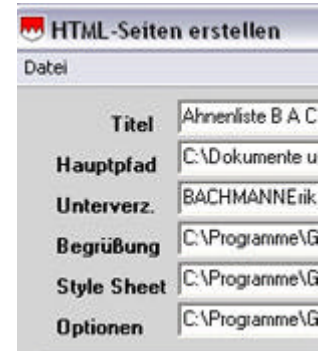 HTML-Seiten erstellen
Datei
Titel Ahnenliste B A C
Hauptpfad C:\Dokumente u
Unterverz. BACHMANNErik
Begrüßung C:\Programme\G
Style Sheet C:\Programme\G
Optionen C:\Programme\G